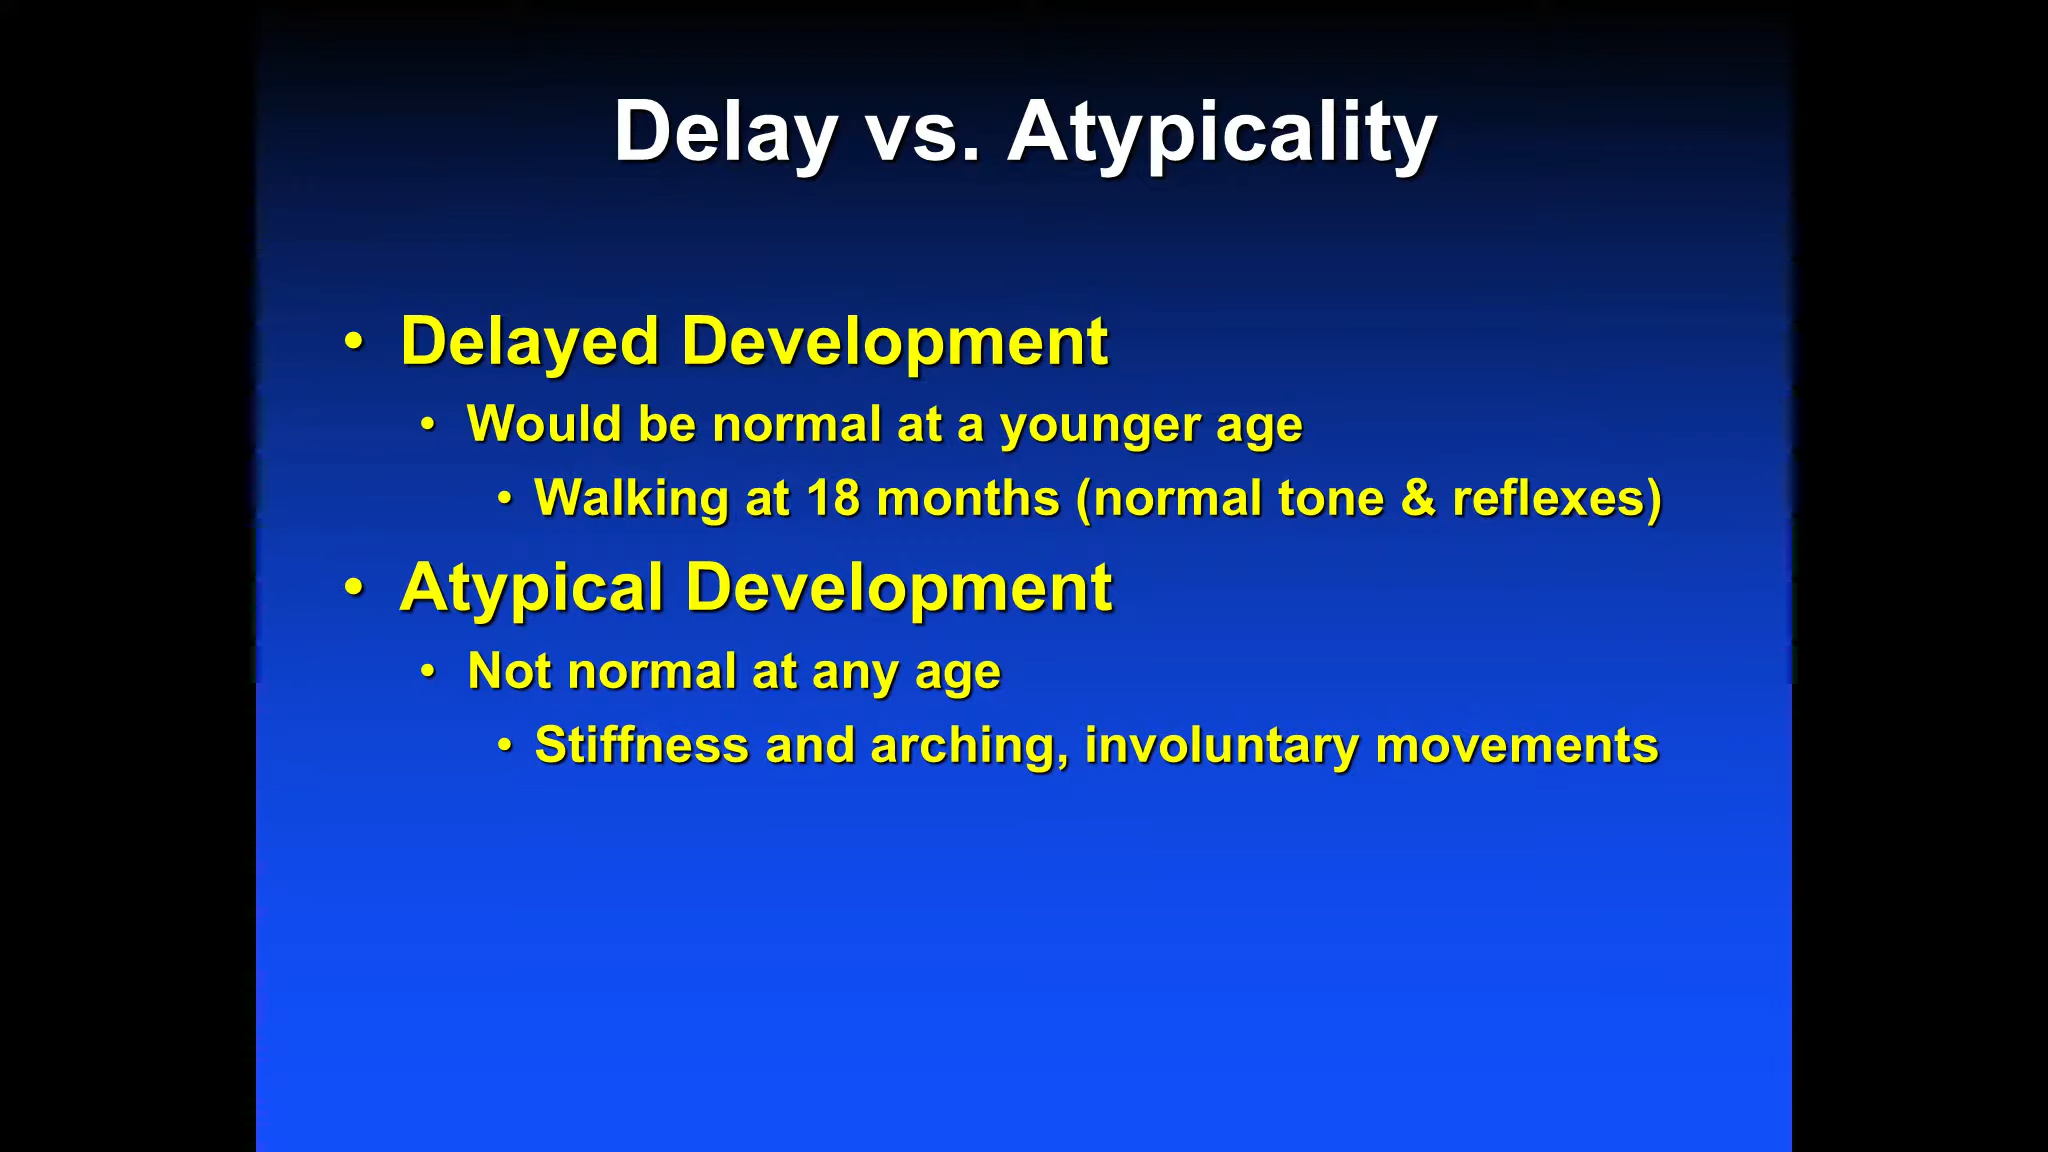 Delay vs. Atypicality
• Delayed Development
• Would be normal at a younger age
• Walking at 18 months (normal tone & reflexes)
• Atypical Development
• Not normal at any age
• Stiffness and arching, involuntary movements